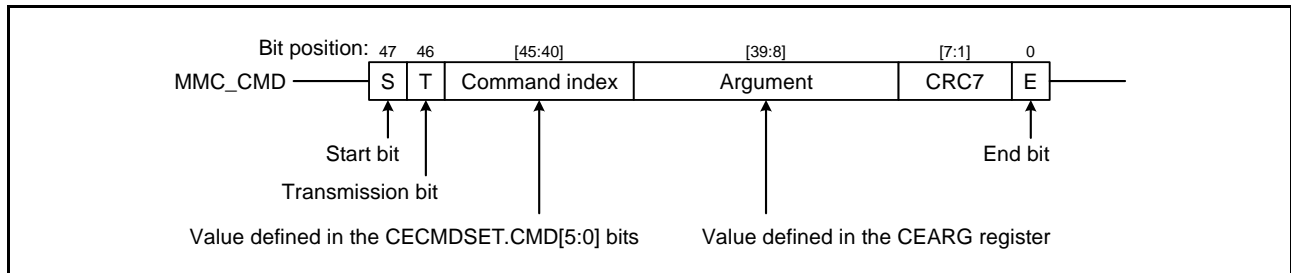 Bit position: 47 46 [45:40] [39:8] [7:1] 0
MMC_CMD S T Command index Argument CRC7 E
Start bit End bit
Transmission bit
Value defined in the CECMDSET.CMD[5:0] bits Value defined in the CEARG register